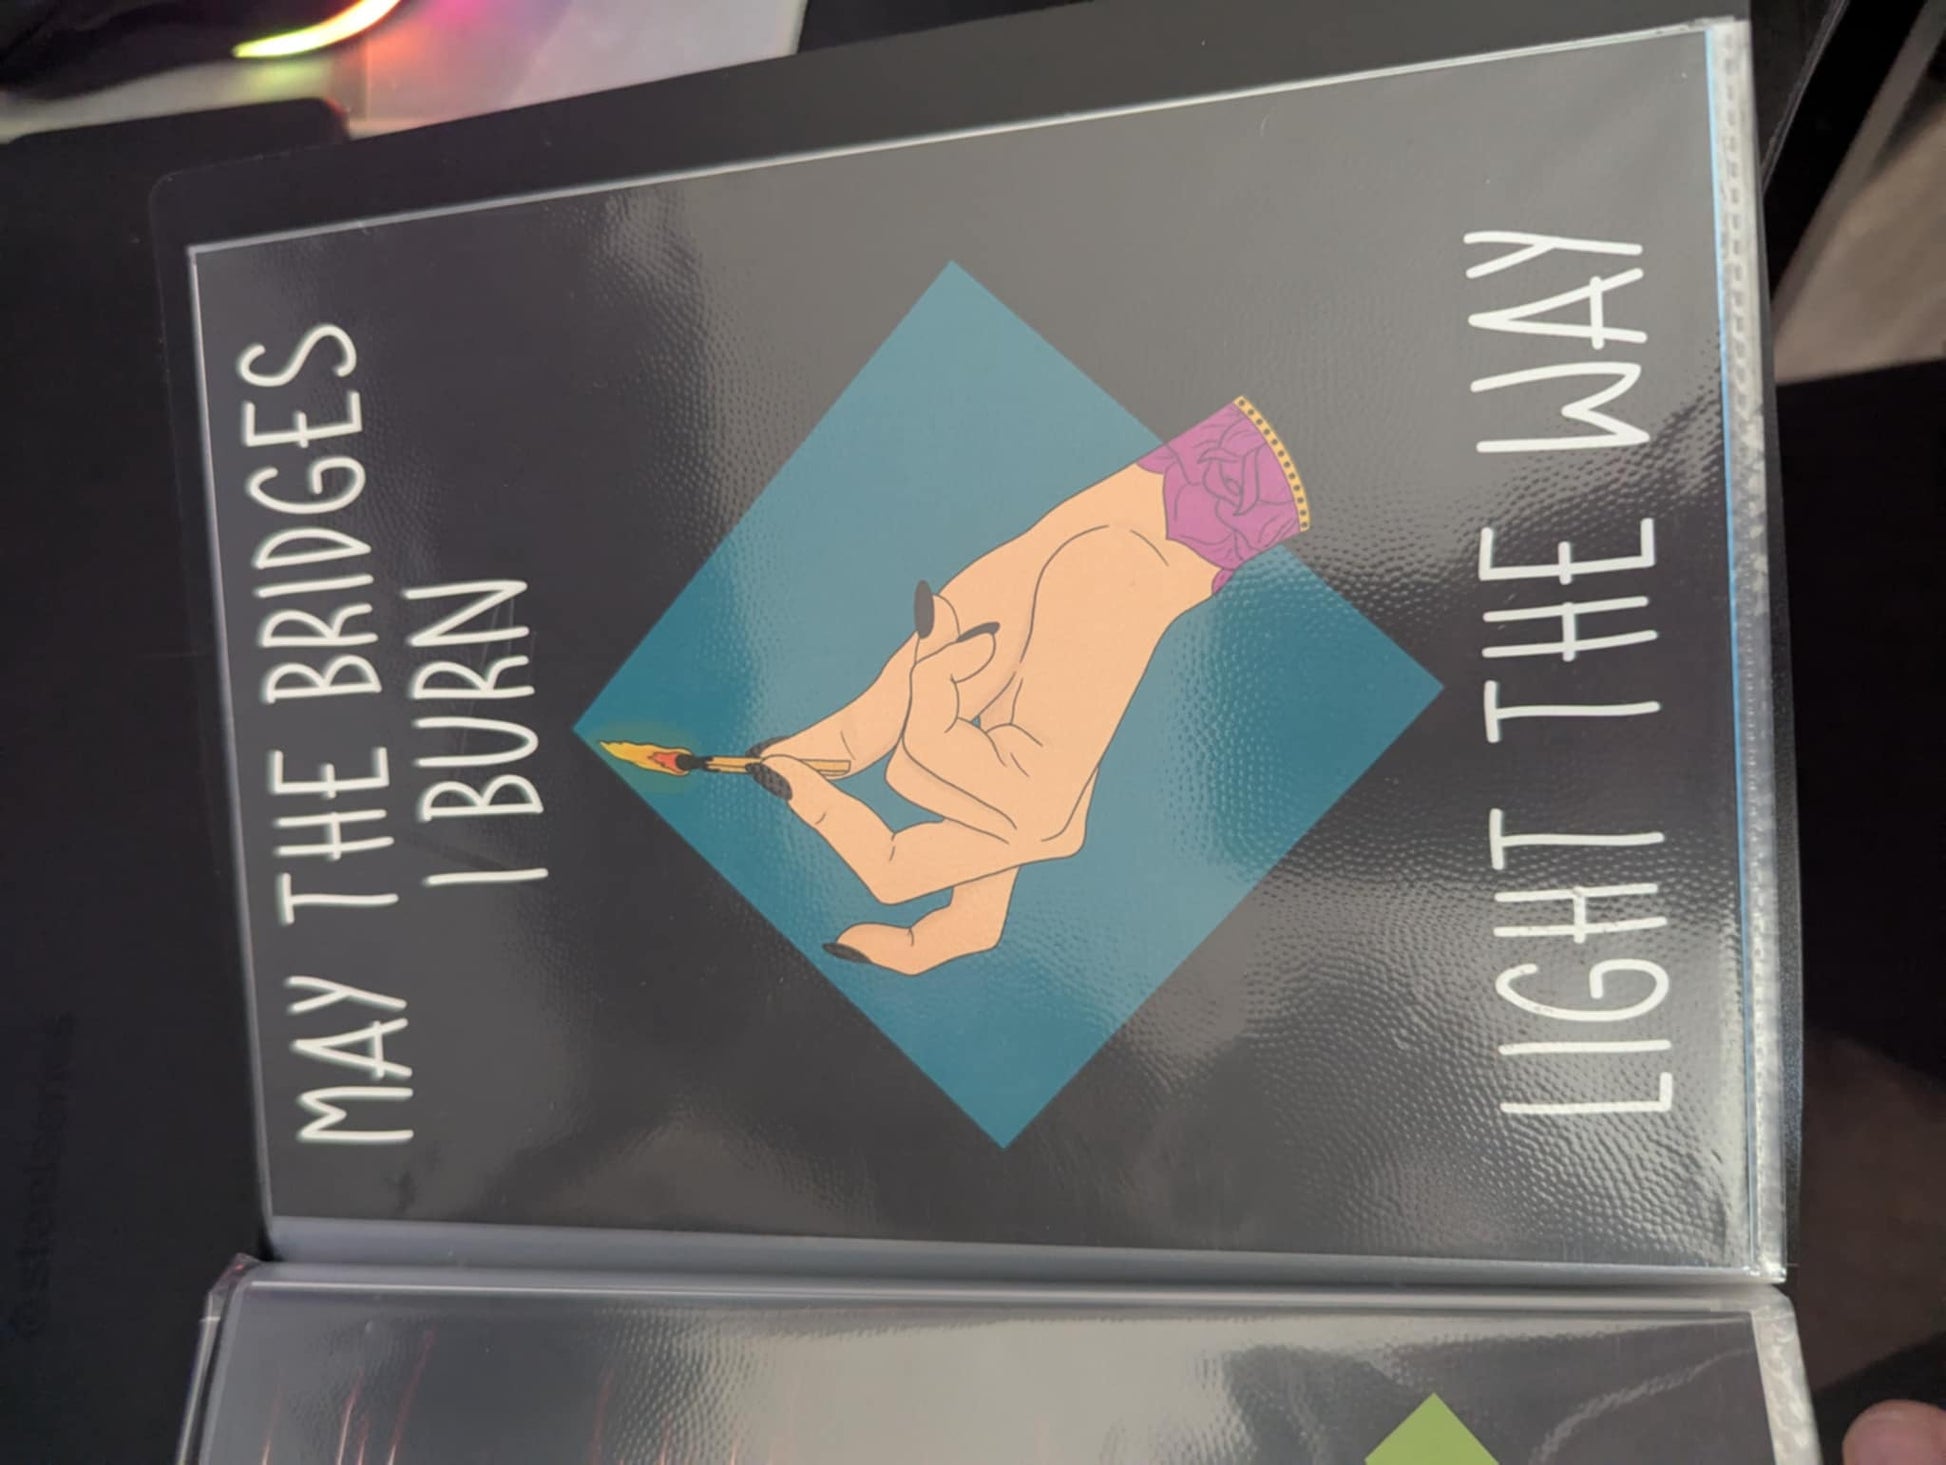 MAY THE BRIDGES
I BURN
LIGHT THE WAY